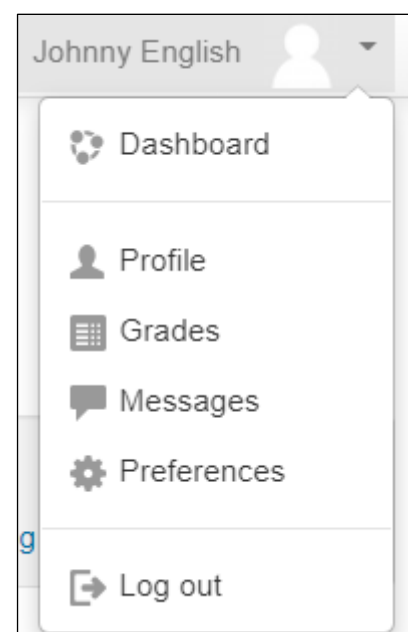 Johnny English
Dashboard
Profile
Grades
Messages
Preferences
g
Log out